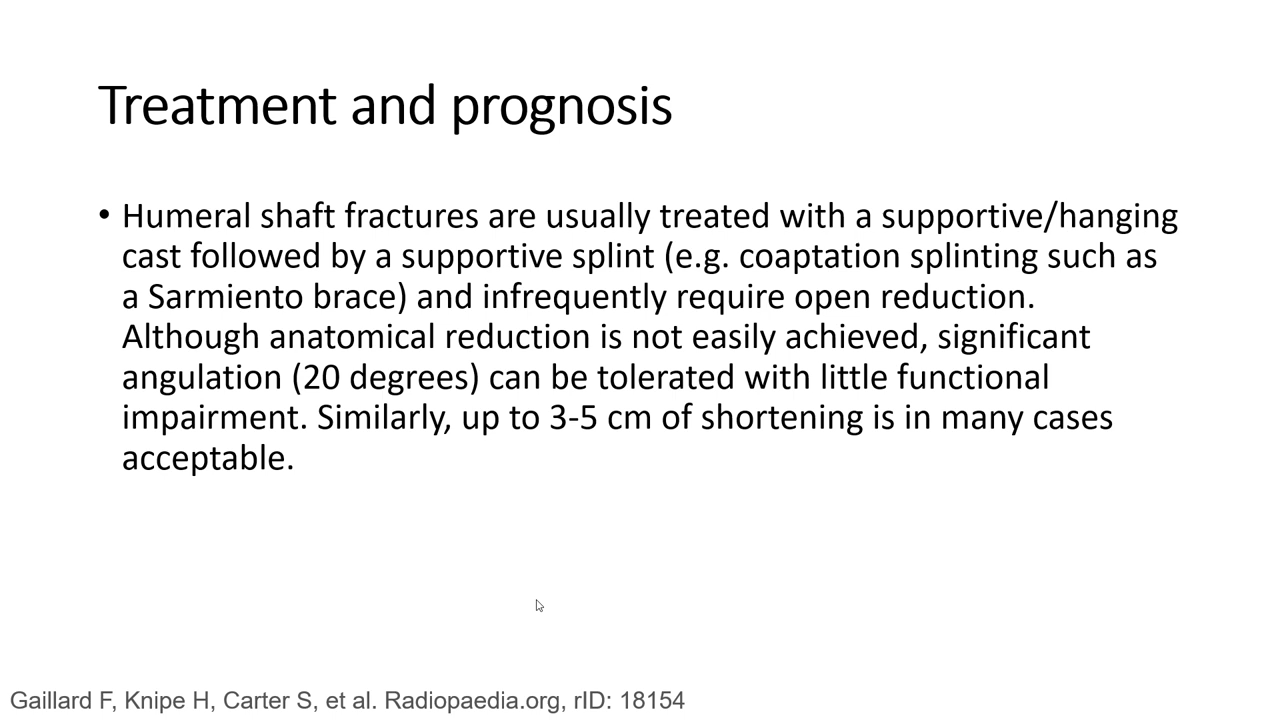 Treatment and prognosis
• Humeral shaft fractures are usually treated with a supportive/hanging
cast followed by a supportive splint (e.g. coaptation splinting such as
a Sarmiento brace) and infrequently require open reduction.
Although anatomical reduction is not easily achieved, significant
angulation (20 degrees) can be tolerated with little functional
impairment. Similarly, up to 3-5 cm of shortening is in many cases
acceptable.
Gaillard F, Knipe H, Carter S, et al. Radiopaedia.org, rID: 18154